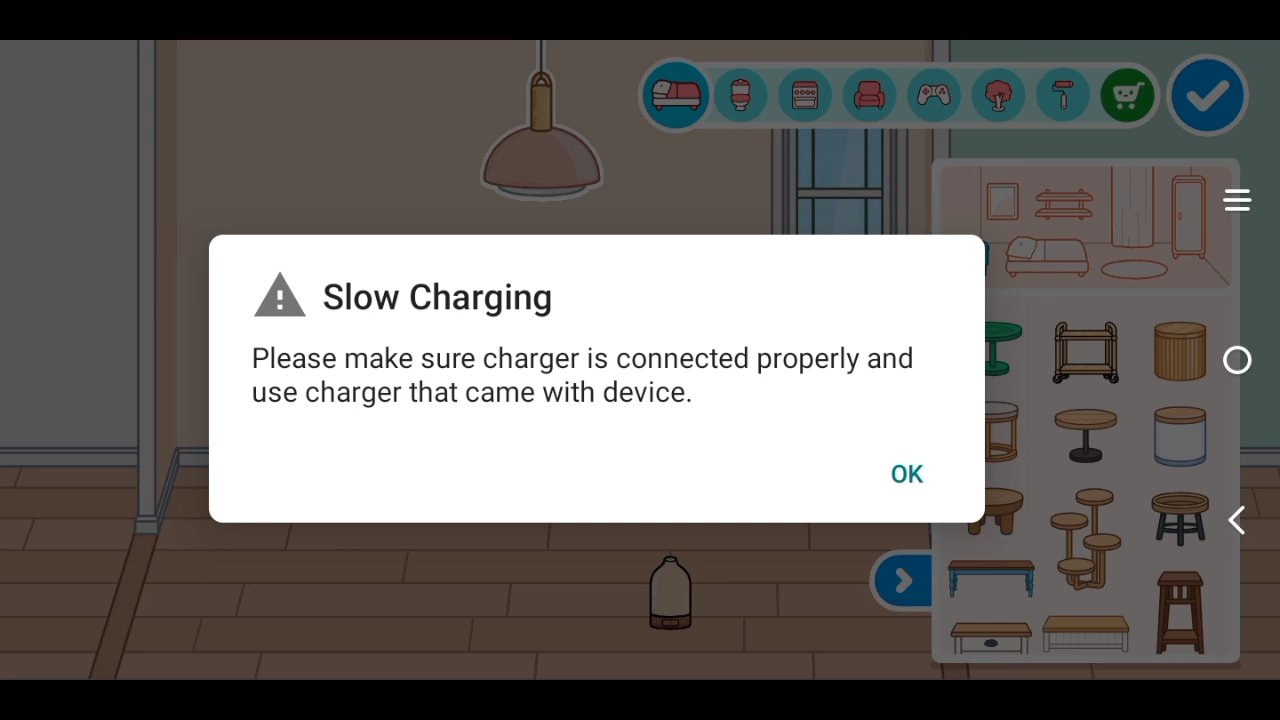 Slow Charging
Please make sure charger is connected properly and
use charger that came with device.
OK